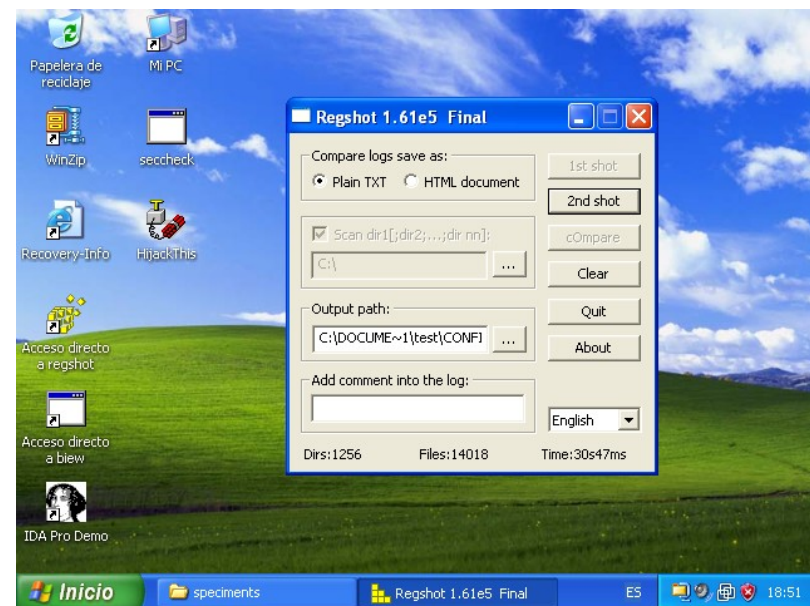 Papelera de
reciclaje
Mi PC
WinZip
seccheck
Recovery-Info
HijackThis
Acceso directo
a regshot
Acceso directo
a biew
IDA Pro Demo
Regshot 1.61e5 Final
Compare logs save as:
Plain TXT
HTML document
1st shot
2nd shot
Scan dir1[;dir2;...;dir nn]:
cOmpare
C:\
...
Clear
Output path:
Quit
C:\DOCUME~1\test\CONFI
...
About
Add comment into the log:
English
Dirs:1256
Files:14018
Time:30s47ms
Inicio
speciments
Regshot 1.61e5 Final
ES
18:51